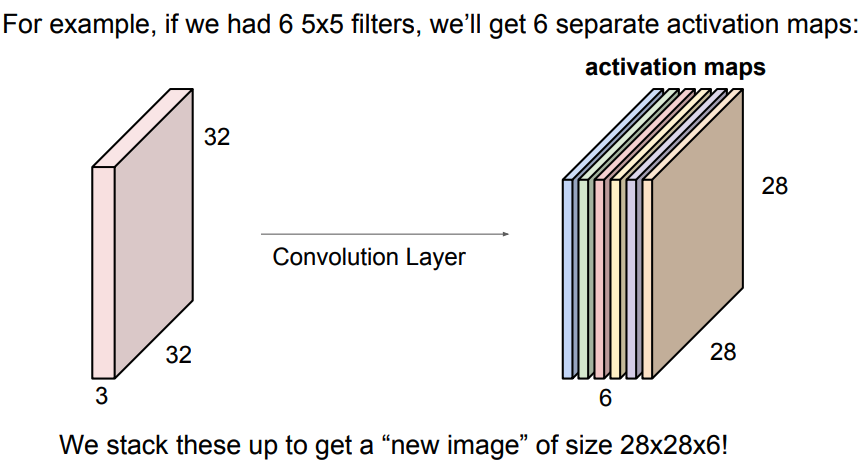 For example, if we had 6 5x5 filters, we’ll get 6 separate activation maps:
activation maps
32
28
Convolution Layer
32
28
3
6
We stack these up to get a “new image” of size 28x28x6!